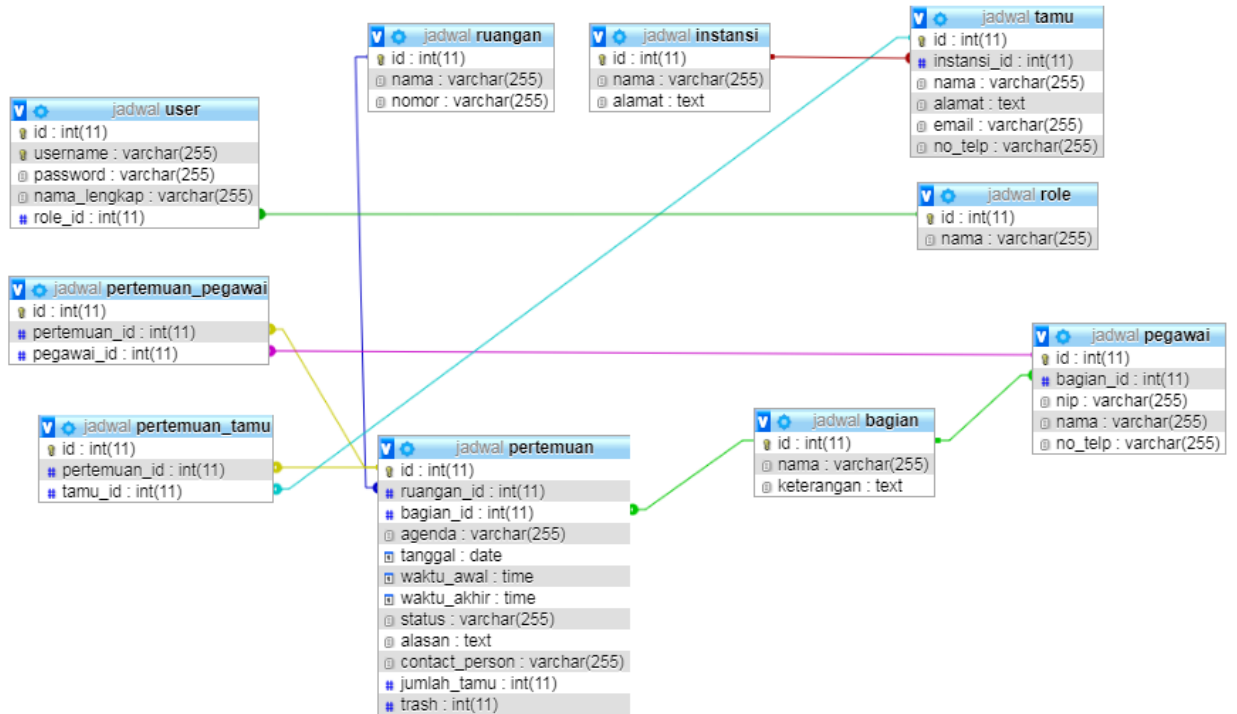 jadwal ruangan
id : int(11)
nama : varchar(255)
nomor : varchar(255)
jadwal instansi
id : int(11)
nama : varchar(255)
alamat : text
jadwal tamu
id : int(11)
instansi_id : int(11)
nama : varchar(255)
alamat : text
email : varchar(255)
no_telp : varchar(255)
jadwal user
id : int(11)
username : varchar(255)
password : varchar(255)
nama_lengkap : varchar(255)
role_id : int(11)
jadwal role
id : int(11)
nama : varchar(255)
jadwal pertemuan_pegawai
id : int(11)
pertemuan_id : int(11)
pegawai_id : int(11)
jadwal pegawai
id : int(11)
bagian_id : int(11)
nip : varchar(255)
nama : varchar(255)
no_telp : varchar(255)
jadwal pertemuan_tamu
id : int(11)
pertemuan_id : int(11)
tamu_id : int(11)
jadwal bagian
id : int(11)
nama : varchar(255)
keterangan : text
jadwal pertemuan
id : int(11)
ruangan_id : int(11)
bagian_id : int(11)
agenda : varchar(255)
tanggal : date
waktu_awal : time
waktu_akhir : time
status : varchar(255)
alasan : text
contact_person : varchar(255)
jumlah_tamu : int(11)
trash : int(11)